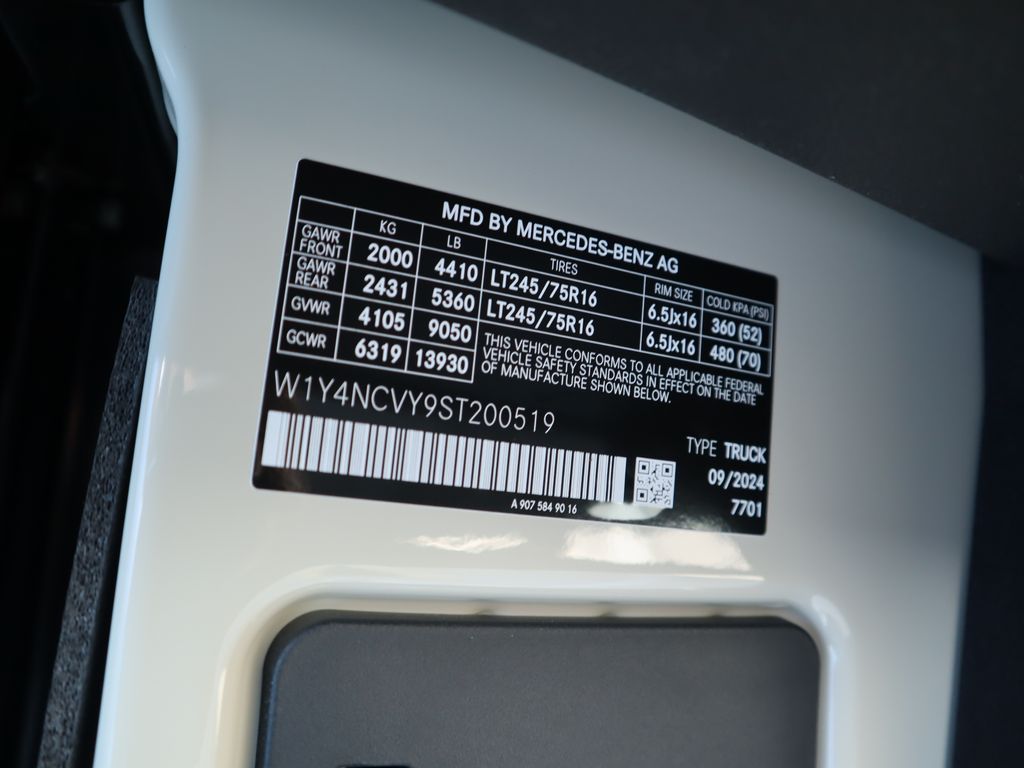 MFD BY MERCEDES-BENZ AG
KG LB TIRES RIM SIZE COLD KPA (PSI)
GAWR FRONT 2000 4410 LT245/75R16 6.5Jx16 360 (52)
GAWR REAR 2431 5360 LT245/75R16 6.5Jx16 480 (70)
GVWR 4105 9050
GCWR 6319 13930
THIS VEHICLE CONFORMS TO ALL APPLICABLE FEDERAL
VEHICLE SAFETY STANDARDS IN EFFECT ON THE DATE
OF MANUFACTURE SHOWN BELOW.
W1Y4NCVY9ST200519
TYPE TRUCK
09/2024
7701
A 907 584 90 16